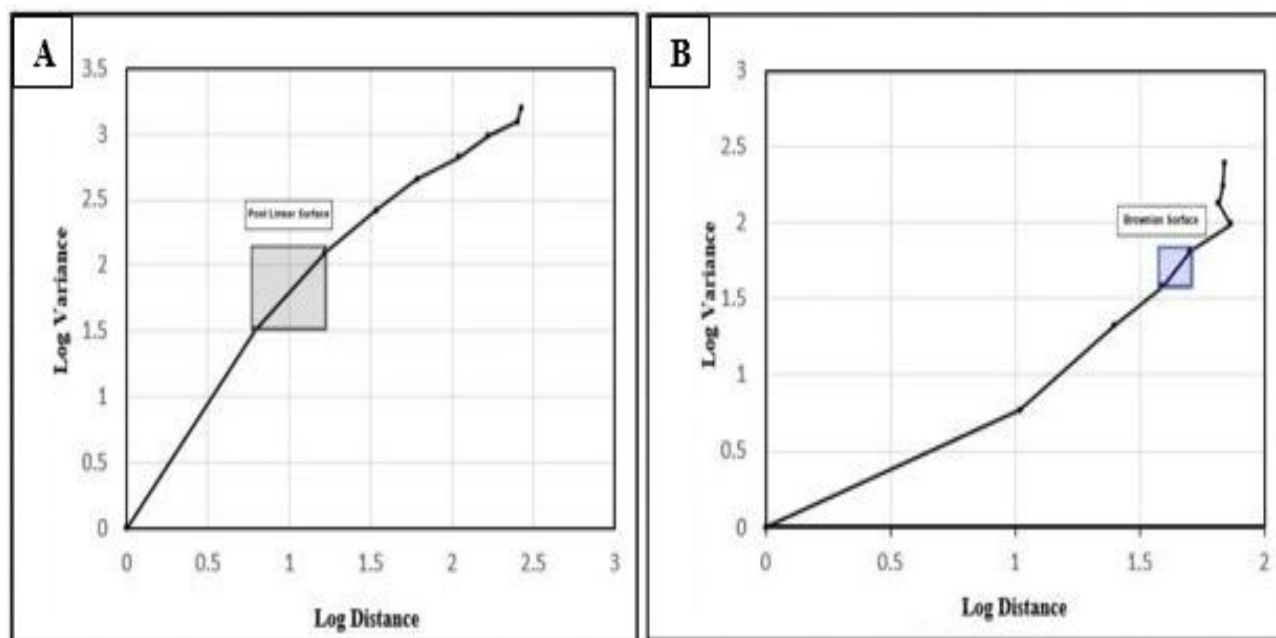 A
3.5
3
2.5
2
1.5
1
0.5
0
0 0.5 1 1.5 2 2.5 3
Log Variance
Log Distance
Post Linear Surface
B
3
2.5
2
1.5
1
0.5
0
0 0.5 1 1.5 2
Log Variance
Log Distance
Brownian Surface